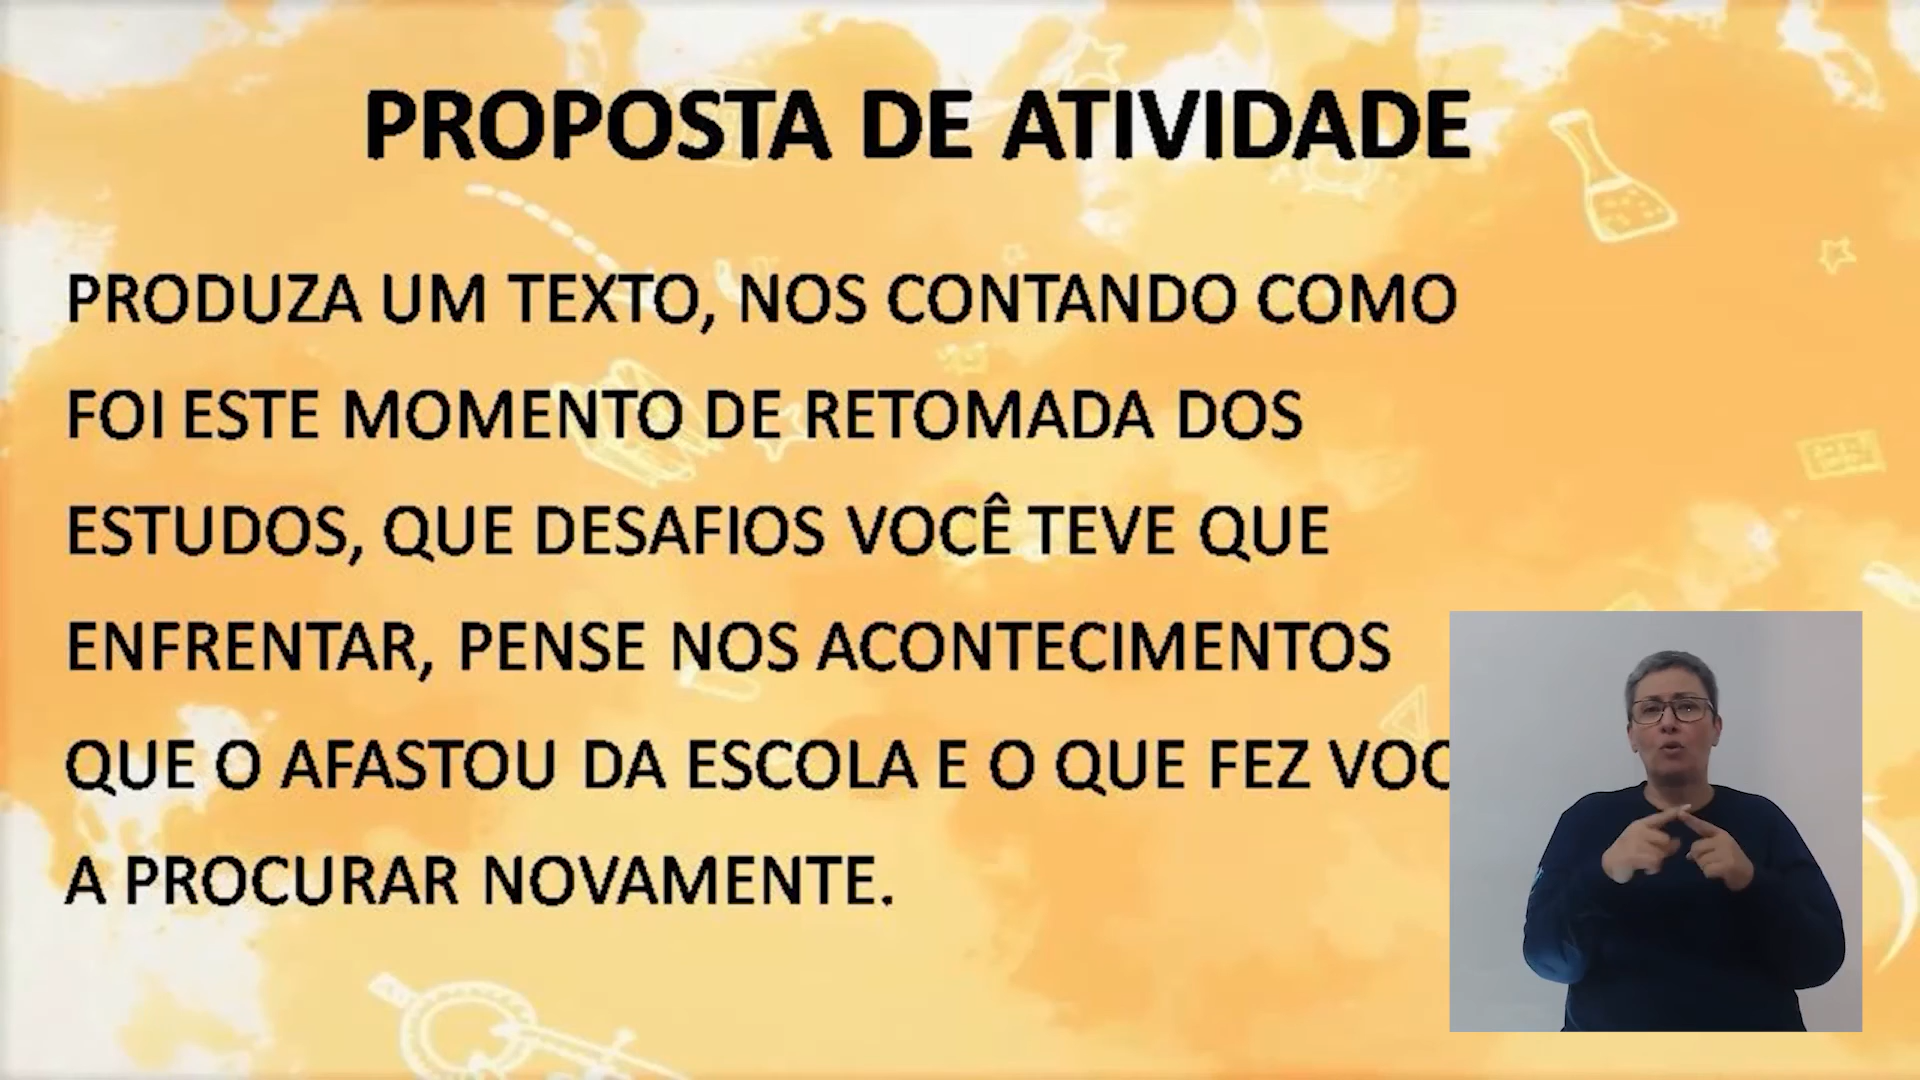 PROPOSTA DE ATIVIDADE
PRODUZA UM TEXTO, NOS CONTANDO COMO
FOI ESTE MOMENTO DE RETOMADA DOS
ESTUDOS, QUE DESAFIOS VOCÊ TEVE QUE
ENFRENTAR, PENSE NOS ACONTECIMENTOS
QUE O AFASTOU DA ESCOLA E O QUE FEZ
A PROCURAR NOVAMENTE.